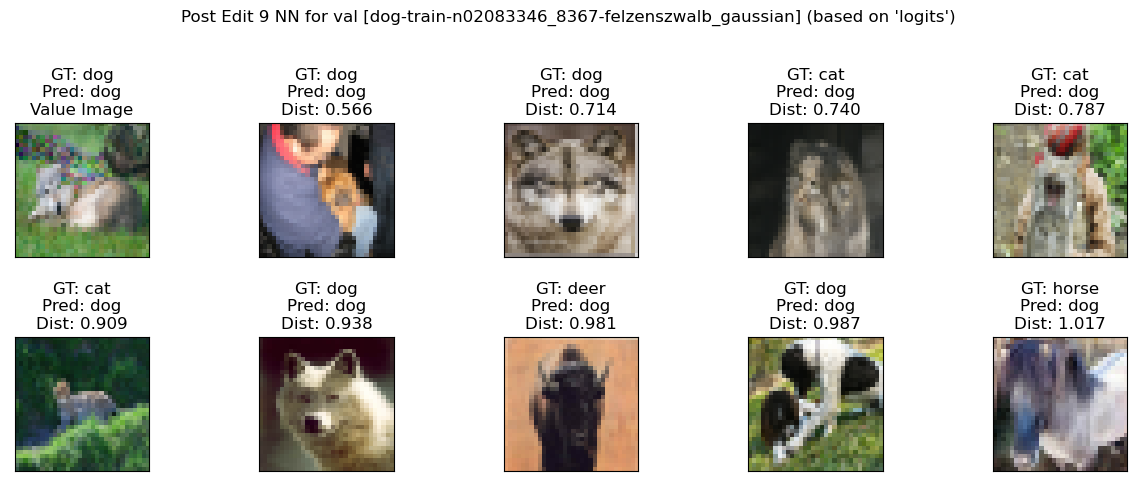 Post Edit 9 NN for val [dog-train-n02083346_8367-felzenszwalb_gaussian] (based on 'logits')
GT: dog
Pred: dog
Value Image
GT: dog
Pred: dog
Dist: 0.566
GT: dog
Pred: dog
Dist: 0.714
GT: cat
Pred: dog
Dist: 0.740
GT: cat
Pred: dog
Dist: 0.787
GT: cat
Pred: dog
Dist: 0.909
GT: dog
Pred: dog
Dist: 0.938
GT: deer
Pred: dog
Dist: 0.981
GT: dog
Pred: dog
Dist: 0.987
GT: horse
Pred: dog
Dist: 1.017